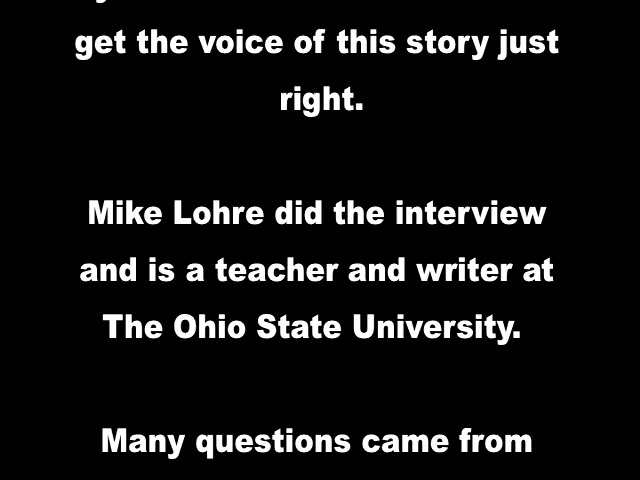 get the voice of this story just
right.
Mike Lohre did the interview
and is a teacher and writer at
The Ohio State University.
Many questions came from